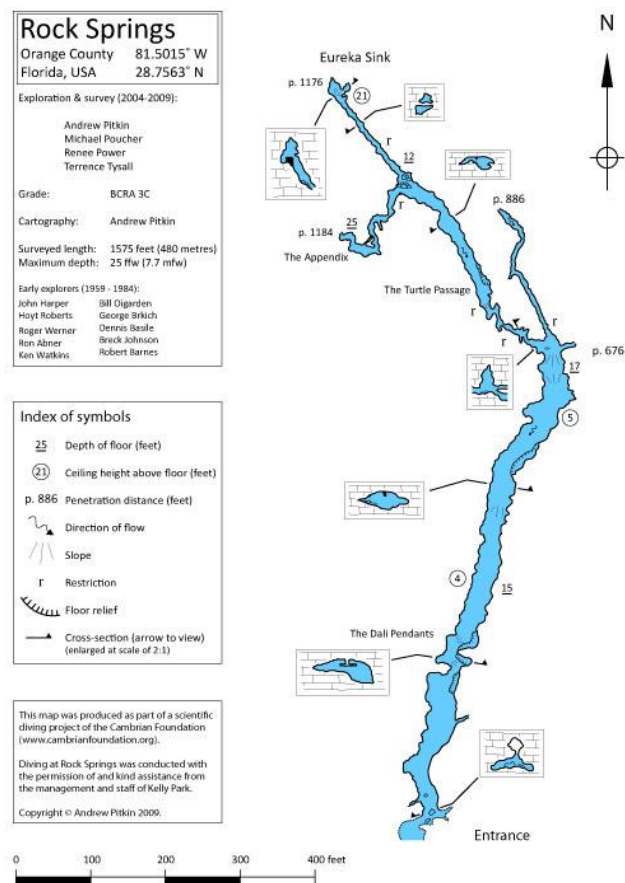 Rock Springs
Orange County 81.5015° W
Florida, USA 28.7563° N
Exploration & survey (2004-2009):
Andrew Pitkin
Michael Poucher
Renee Power
Terrence Tysall
Grade: BCRA 3C
Cartography: Andrew Pitkin
Surveyed length: 1575 feet (480 metres)
Maximum depth: 25 ffw (7.7 mfw)
Early explorers (1959 - 1984):
John Harper Bill Oigarden
Hoyt Roberts George Brkich
Roger Werner Dennis Basile
Ron Abner Breck Johnson
Ken Watkins Robert Barnes
Index of symbols
25 Depth of floor (feet)
21 Ceiling height above floor (feet)
p. 886 Penetration distance (feet)
Direction of flow
Slope
r Restriction
Floor relief
Cross-section (arrow to view)
(enlarged at scale of 2:1)
This map was produced as part of a scientific
diving project of the Cambrian Foundation
(www.cambrianfoundation.org).
Diving at Rock Springs was conducted with
the permission of and kind assistance from
the management and staff of Kelly Park.
Copyright © Andrew Pitkin 2009.
0 100 200 300 400 feet
N
Eureka Sink
p. 1176
21
r
12
r
25
p. 1184
The Appendix
p. 886
The Turtle Passage
r
r
r
p. 676
17
5
4
15
The Dali Pendants
Entrance